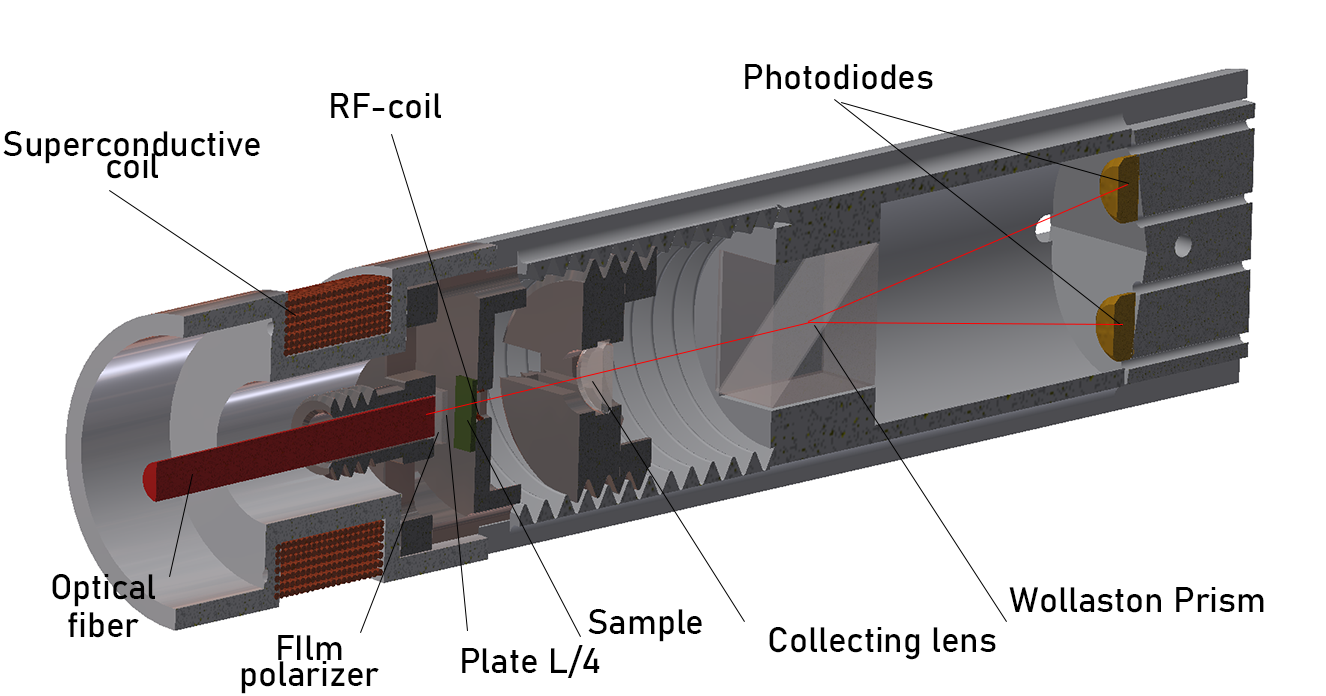 Photodiodes
RF-coil
Superconductive
coil
Optical
fiber
FIlm
polarizer
Plate L/4
Sample
Collecting lens
Wollaston Prism